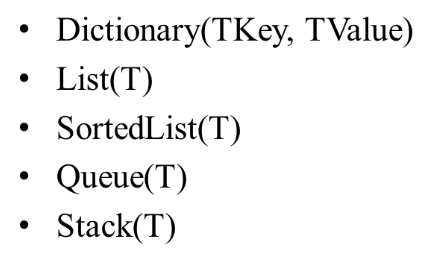 • Dictionary(TKey, TValue)
• List(T)
• SortedList(T)
• Queue(T)
• Stack(T)